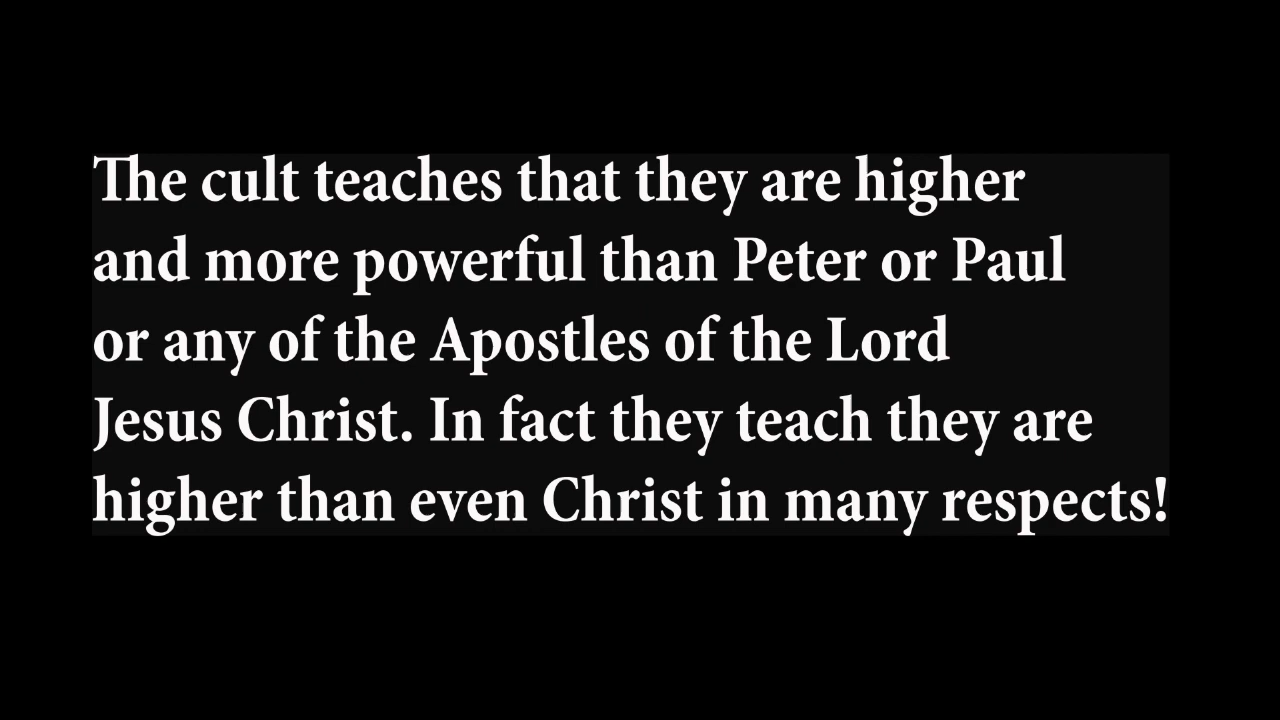 The cult teaches that they are higher
and more powerful than Peter or Paul
or any of the Apostles of the Lord
Jesus Christ. In fact they teach they are
higher than even Christ in many respects!